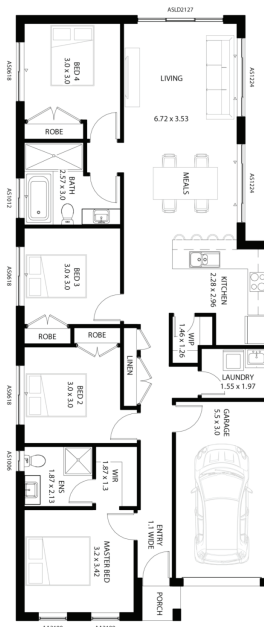 ASLD2127
AS0618
BED 4
3.0 x 3.0
LIVING
6.72 x 3.53
AS1224
ROBE
AS1012
BATH
2.57 x 3.0
MEALS
AS1224
AS0618
BED 3
3.0 x 3.0
KITCHEN
2.28 x 2.96
ROBE
ROBE
LINEN
WIP
1.46 x 1.26
LAUNDRY
1.55 x 1.97
AS0618
BED 2
3.0 x 3.0
GARAGE
5.5 x 3.0
AS1006
ENS
1.87 x 2.13
WIR
1.87 x 1.3
ENTRY
1.1 WIDE
MASTER BED
3.2 x 3.42
PORCH